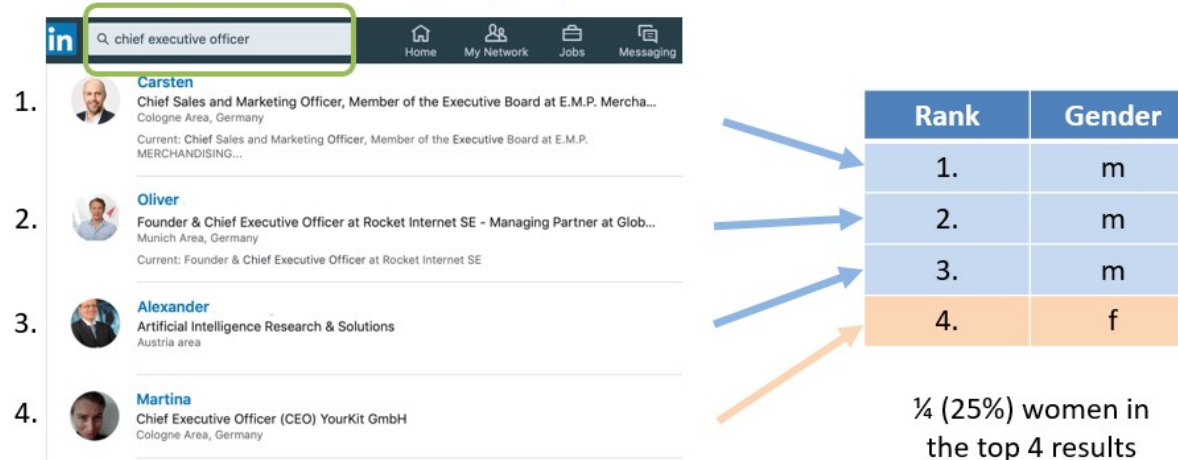 in
chief executive officer
Home
My Network
Jobs
Messaging
1.
Carsten
Chief Sales and Marketing Officer, Member of the Executive Board at E.M.P. Mercha...
Cologne Area, Germany
Current: Chief Sales and Marketing Officer, Member of the Executive Board at E.M.P.
MERCHANDISING...
2.
Oliver
Founder & Chief Executive Officer at Rocket Internet SE - Managing Partner at Glob...
Munich Area, Germany
Current: Founder & Chief Executive Officer at Rocket Internet SE
3.
Alexander
Artificial Intelligence Research & Solutions
Austria area
4.
Martina
Chief Executive Officer (CEO) YourKit GmbH
Cologne Area, Germany
Rank Gender
1. m
2. m
3. m
4. f
¼ (25%) women in
the top 4 results